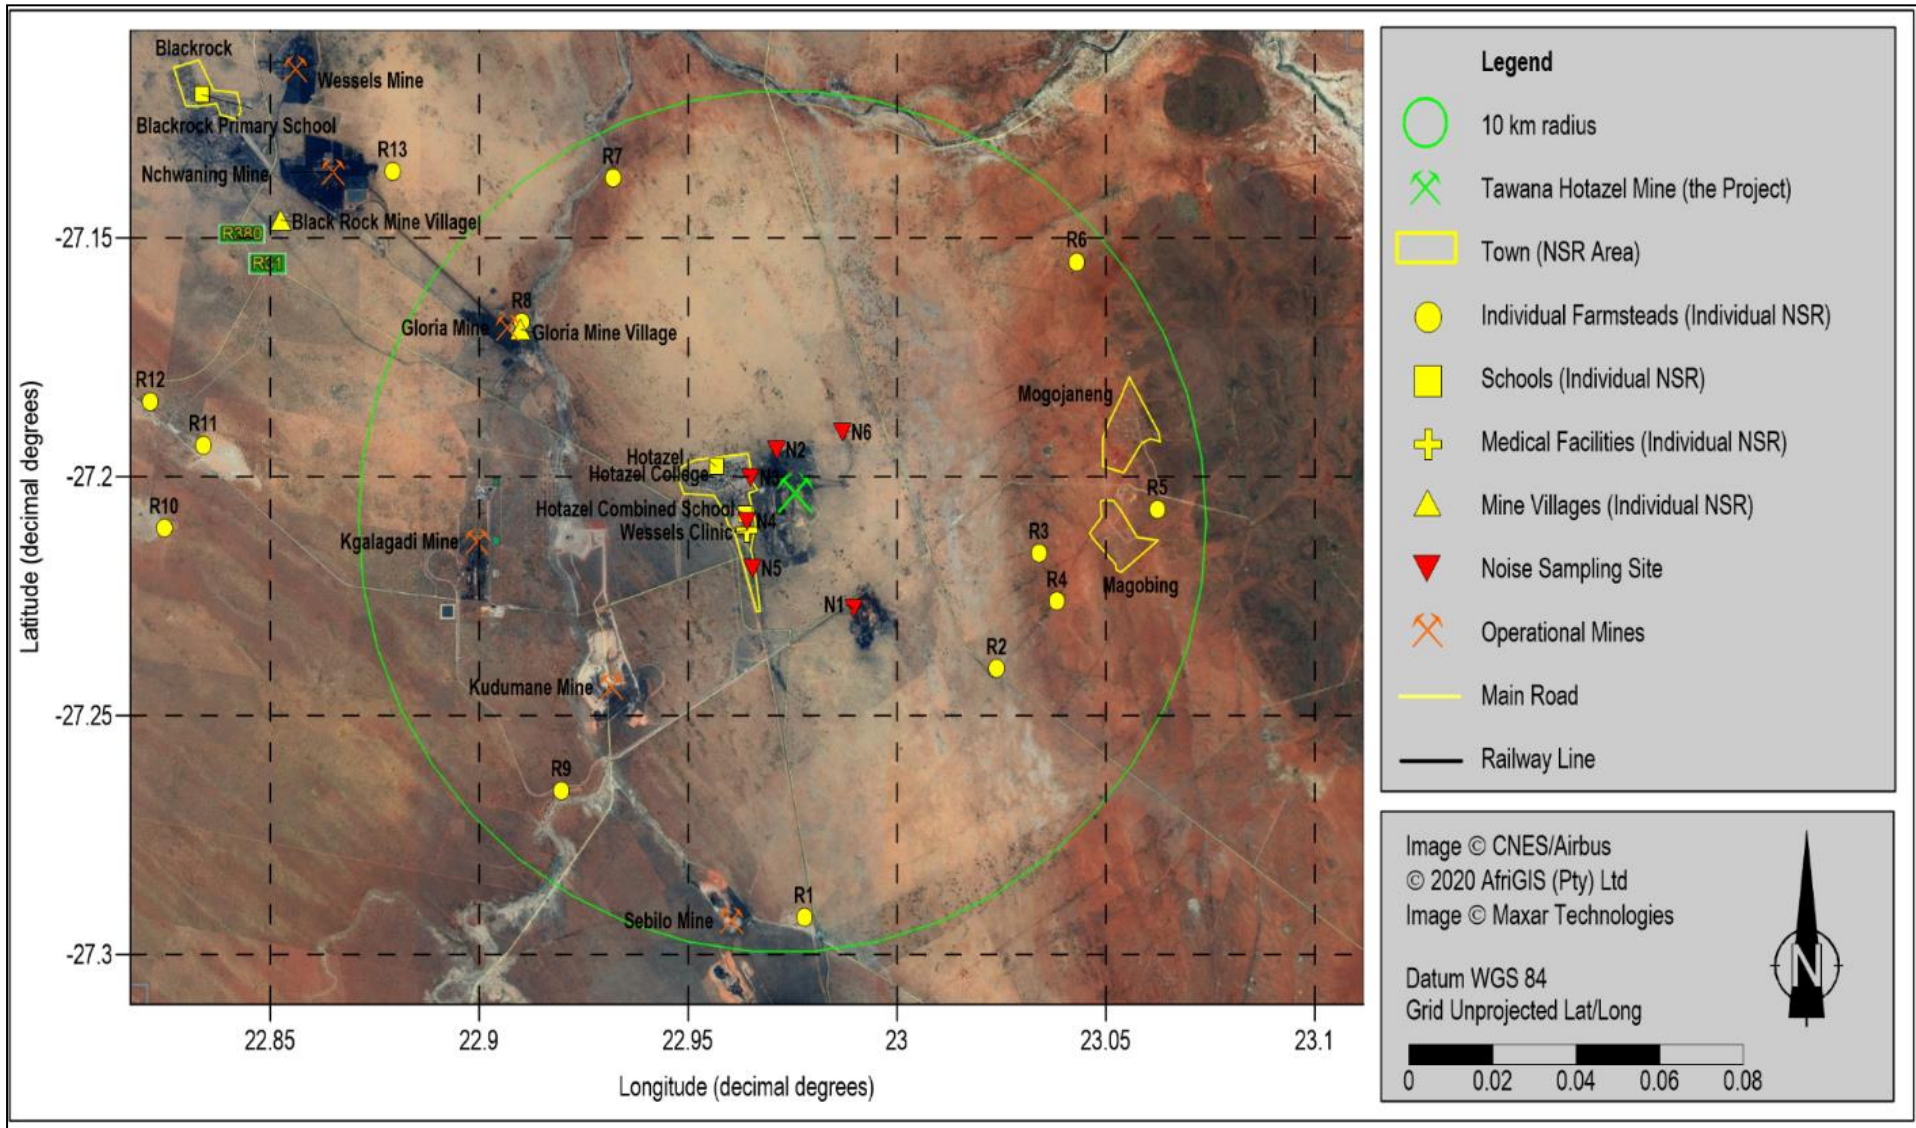 Blackrock
Wessels Mine
Blackrock Primary School
R13
Nchwaning Mine
R7
Black Rock Mine Village
R380
R31
R6
R8
Gloria Mine
Gloria Mine Village
R12
R11
Mogojaneng
N6
N2
Hotazel
Hotazel College
N3
R10
Hotazel Combined School
N4
Wessels Clinic
R5
Kgalagadi Mine
R3
N5
R4
Magobing
N1
R2
Kudumane Mine
R9
R1
Sebilo Mine
-27.15
-27.2
-27.25
-27.3
Latitude (decimal degrees)
22.85
22.9
22.95
23
23.05
23.1
Longitude (decimal degrees)
Legend
10 km radius
Tawana Hotazel Mine (the Project)
Town (NSR Area)
Individual Farmsteads (Individual NSR)
Schools (Individual NSR)
Medical Facilities (Individual NSR)
Mine Villages (Individual NSR)
Noise Sampling Site
Operational Mines
Main Road
Railway Line
Image © CNES/Airbus
© 2020 AfriGIS (Pty) Ltd
Image © Maxar Technologies
Datum WGS 84
Grid Unprojected Lat/Long
N
0 0.02 0.04 0.06 0.08